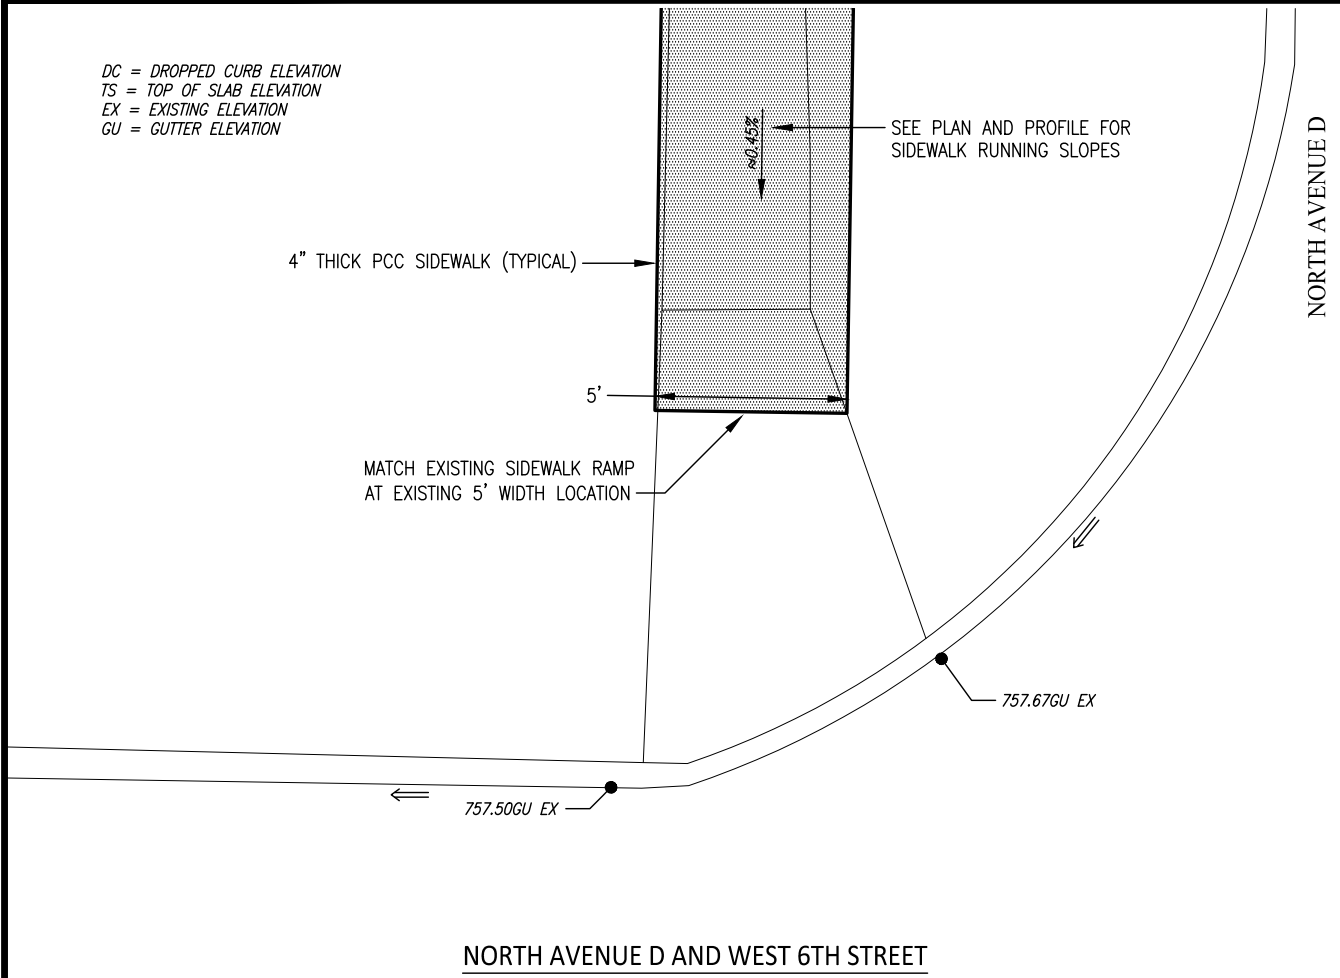 DC = DROPPED CURB ELEVATION
TS = TOP OF SLAB ELEVATION
EX = EXISTING ELEVATION
GU = GUTTER ELEVATION
≈0.45%
SEE PLAN AND PROFILE FOR
SIDEWALK RUNNING SLOPES
NORTH AVENUE D
4" THICK PCC SIDEWALK (TYPICAL)
5'
MATCH EXISTING SIDEWALK RAMP
AT EXISTING 5' WIDTH LOCATION
757.67GU EX
757.50GU EX
NORTH AVENUE D AND WEST 6TH STREET